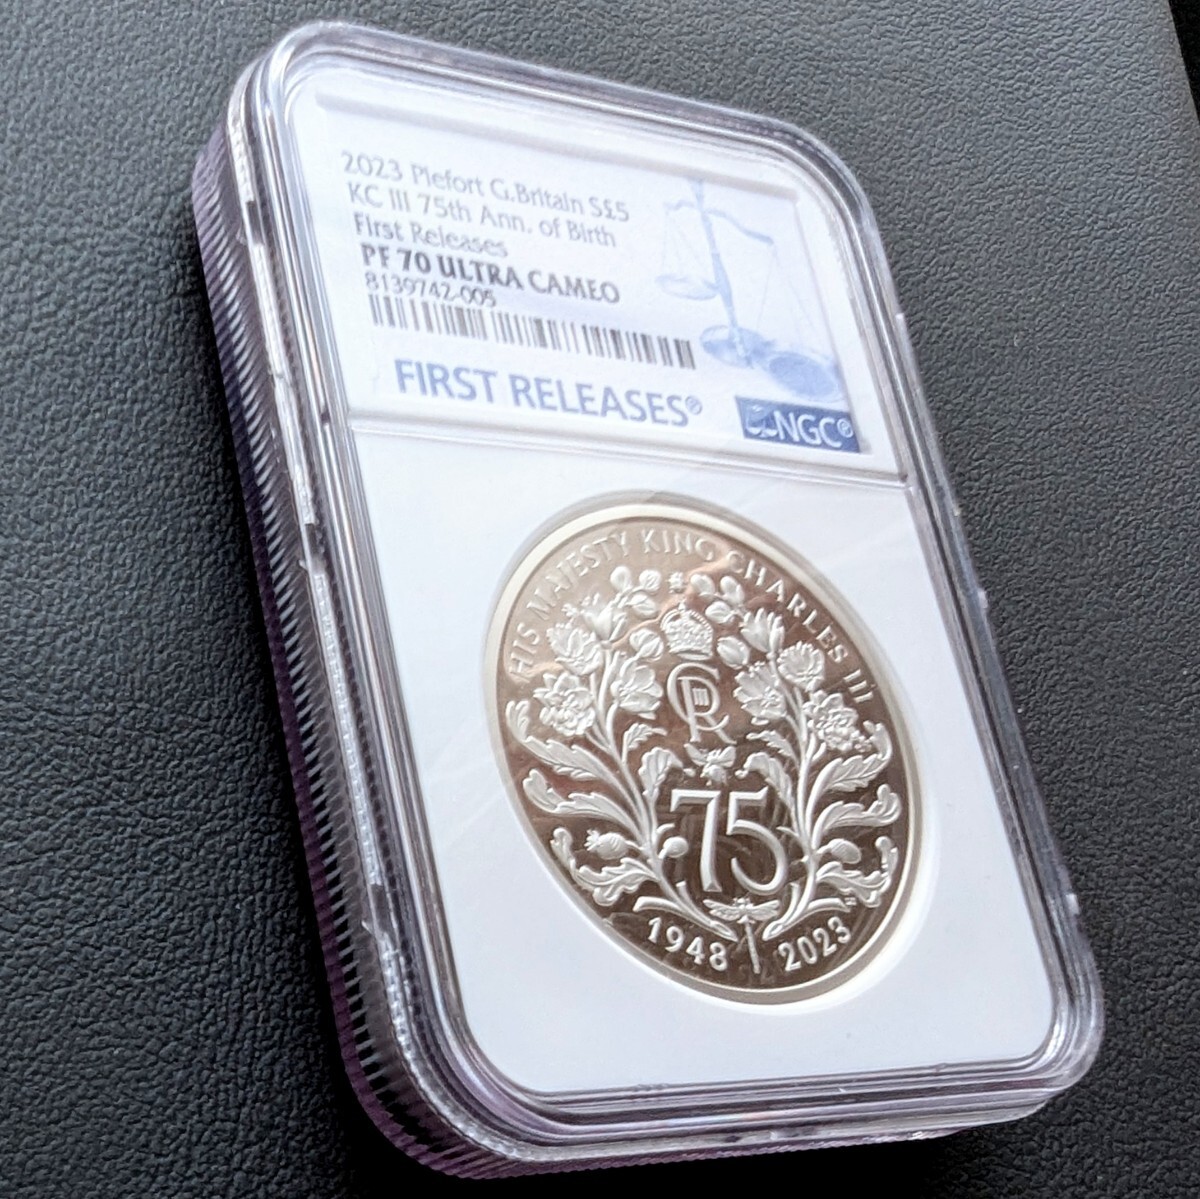 2023 Piefort G.Britain S£5
KC III 75th Ann. of Birth
First Releases
PF 70 ULTRA CAMEO
8139742-005
FIRST RELEASES®
NGC®
HIS MAJESTY KING CHARLES III
CR III
75
1948 2023